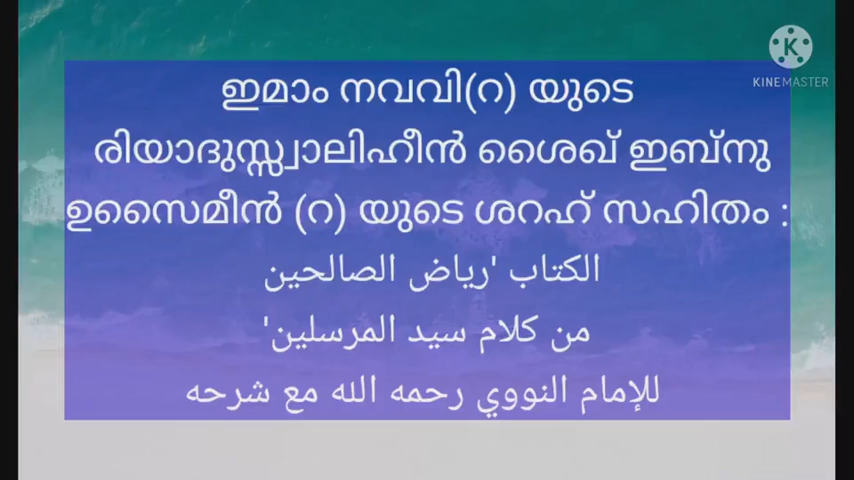 ഇമാം നവവി(റ) യുടെ
രിയാദുസ്സ്വാലിഹീൻ ശൈഖ് ഇബ്നു
ഉസൈമീൻ (റ) യുടെ ശറഹ് സഹിതം :
الكتاب 'رياض الصالحين
من كلام سيد المرسلين'
للإمام النووي رحمه الله مع شرحه
K
KINEMASTER